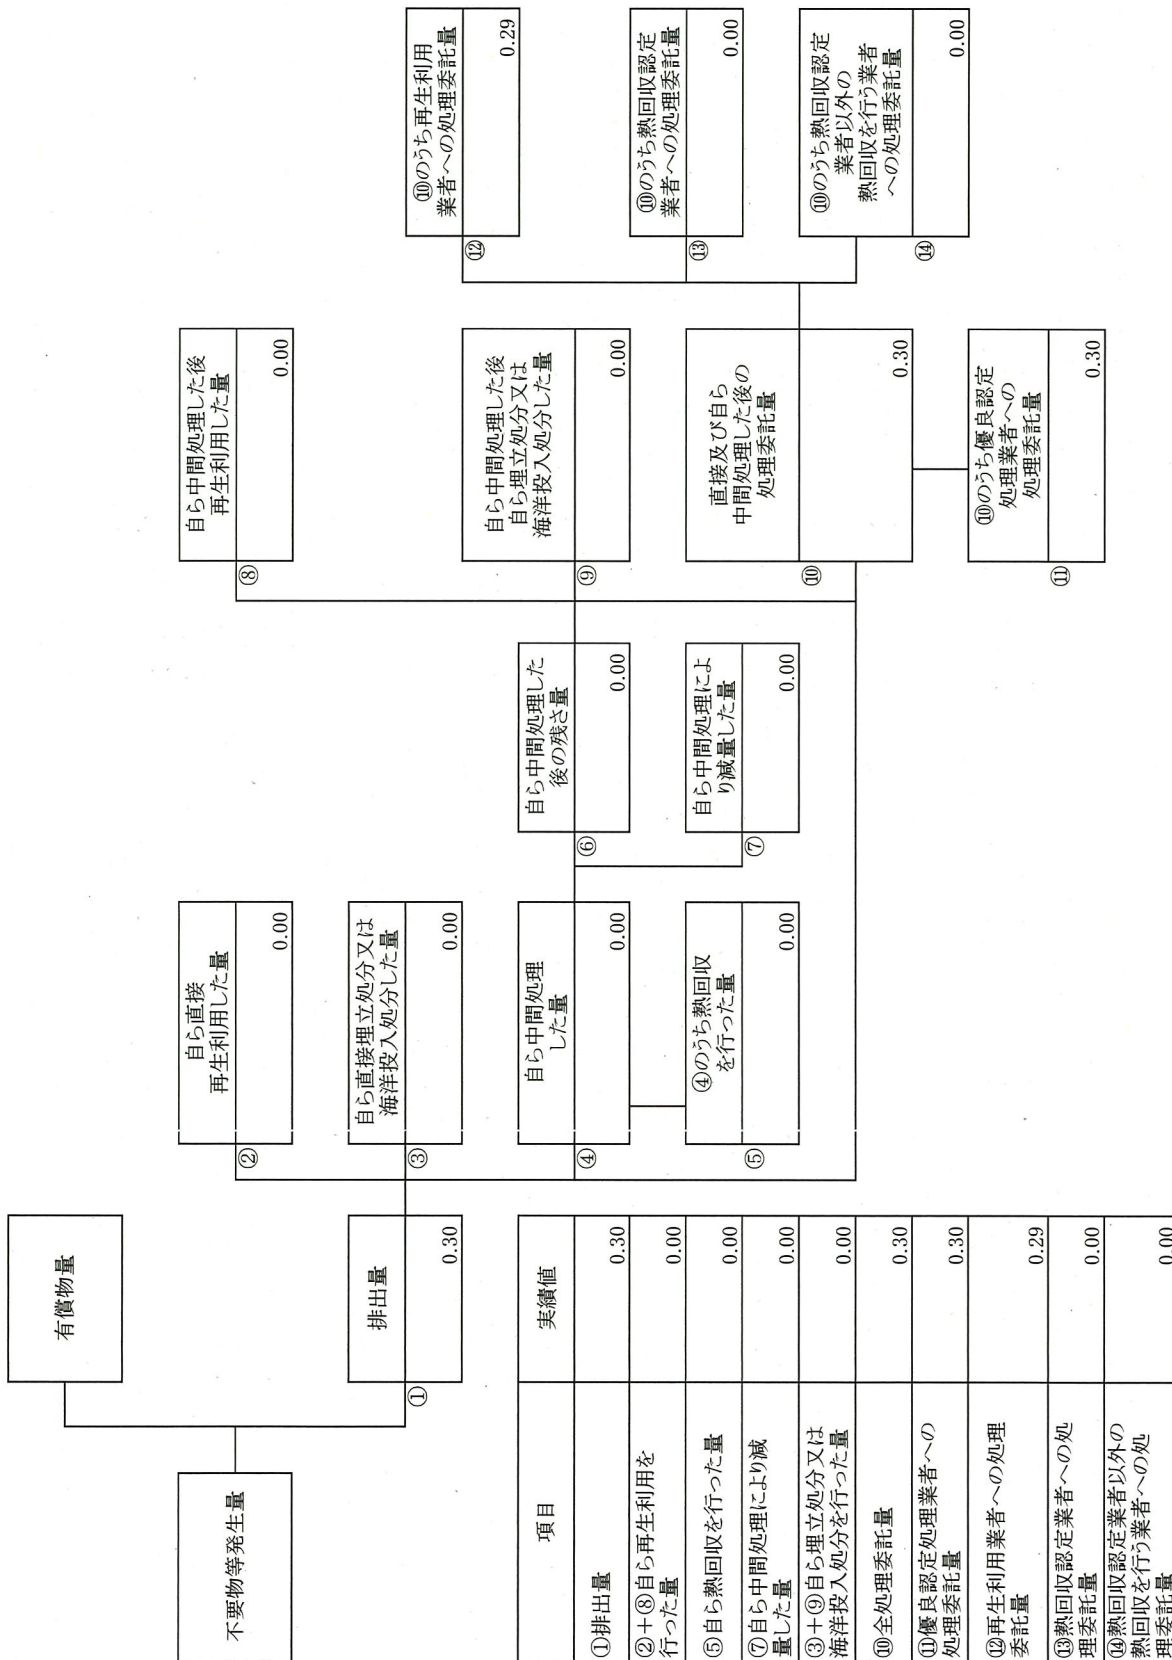 不要物等発生量
有償物量
①
排出量
0.30
②
自ら直接
再生利用した量
0.00
③
自ら直接埋立処分又は
海洋投入処分した量
0.00
④
自ら中間処理
した量
0.00
⑤
④のうち熱回収
を行った量
0.00
⑥
自ら中間処理した
後の残さ量
0.00
⑦
自ら中間処理によ
り減量した量
0.00
⑧
自ら中間処理した後
再生利用した量
0.00
⑨
自ら中間処理した後
自ら埋立処分又は
海洋投入処分した量
0.00
⑩
直接及び自ら
中間処理した後の
処理委託量
0.30
⑪
⑩のうち優良認定
処理業者への
処理委託量
0.30
⑫
⑩のうち再生利用
業者への処理委託量
0.29
⑬
⑩のうち熱回収認定
業者への処理委託量
0.00
⑭
⑩のうち熱回収認定
業者以外の
熱回収を行う業者
への処理委託量
0.00
項目
実績値
①排出量
0.30
②+⑧自ら再生利用を
行った量
0.00
⑤自ら熱回収を行った量
0.00
⑦自ら中間処理により減
量した量
0.00
③+⑨自ら埋立処分又は
海洋投入処分を行った量
0.00
⑩全処理委託量
0.30
⑪優良認定処理業者への
処理委託量
0.30
⑫再生利用業者への処理
委託量
0.29
⑬熱回収認定業者への処
理委託量
0.00
⑭熱回収認定業者以外の
熱回収を行う業者への処
理委託量
0.00